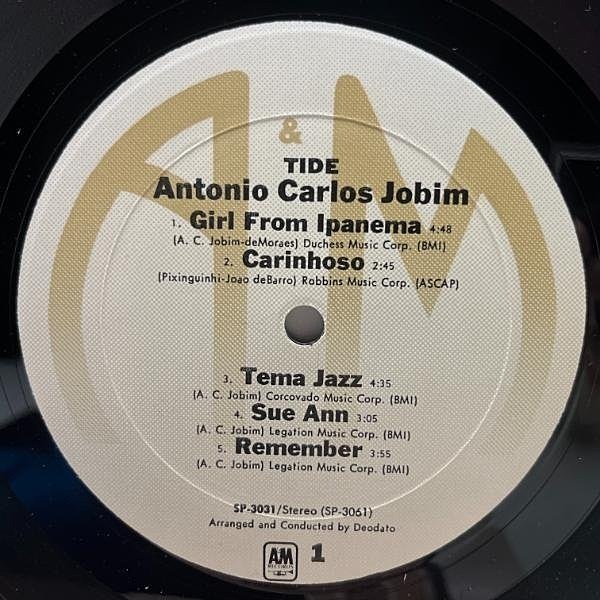 A&M
TIDE
Antonio Carlos Jobim
1. Girl From Ipanema 4:48
(A. C. Jobim-deMoraes) Duchess Music Corp. (BMI)
2. Carinhoso 2:45
(Pixinguinhi-Joao deBarro) Robbins Music Corp. (ASCAP)
3. Tema Jazz 4:35
(A. C. Jobim) Corcovado Music Corp. (BMI)
4. Sue Ann 3:05
(A. C. Jobim) Legation Music Corp. (BMI)
5. Remember 3:55
(A. C. Jobim) Legation Music Corp. (BMI)
SP-3031/Stereo (SP-3061)
Arranged and Conducted by Deodato
AM RECORDS 1